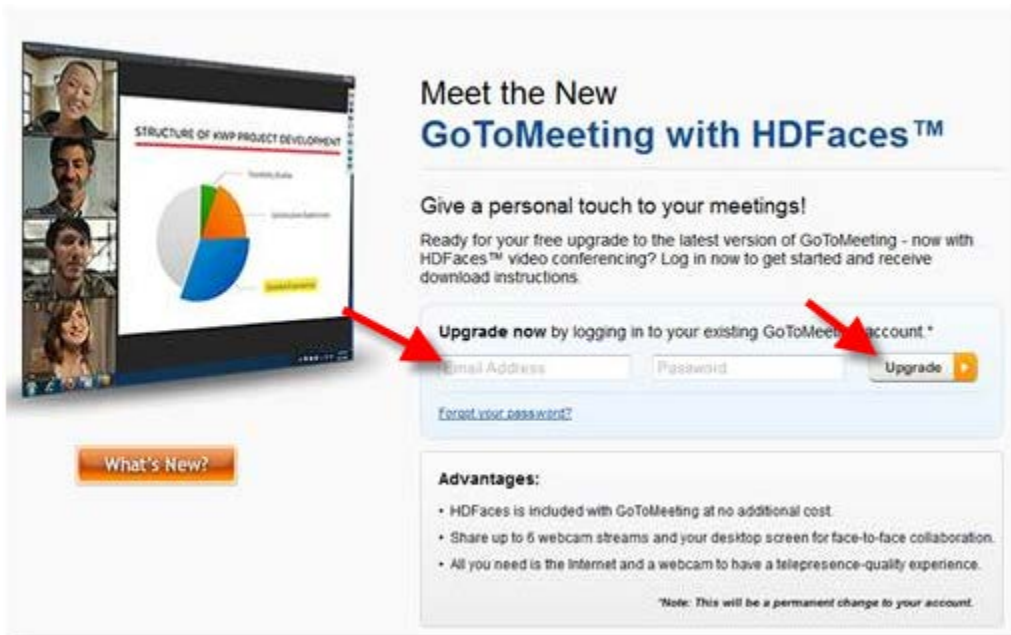 STRUCTURE OF KWP PROJECT DEVELOPMENT
What's New?
Meet the New
GoToMeeting with HDFaces™
Give a personal touch to your meetings!
Ready for your free upgrade to the latest version of GoToMeeting - now with
HDFaces™ video conferencing? Log in now to get started and receive
download instructions.
Upgrade now by logging in to your existing account.*
Email Address
Password
Upgrade
Forgot your password?
Advantages:
• HDFaces is included with GoToMeeting at no additional cost.
• Share up to 6 webcam streams and your desktop screen for face-to-face collaboration.
• All you need is the Internet and a webcam to have a telepresence-quality experience.
*Note: This will be a permanent change to your account.